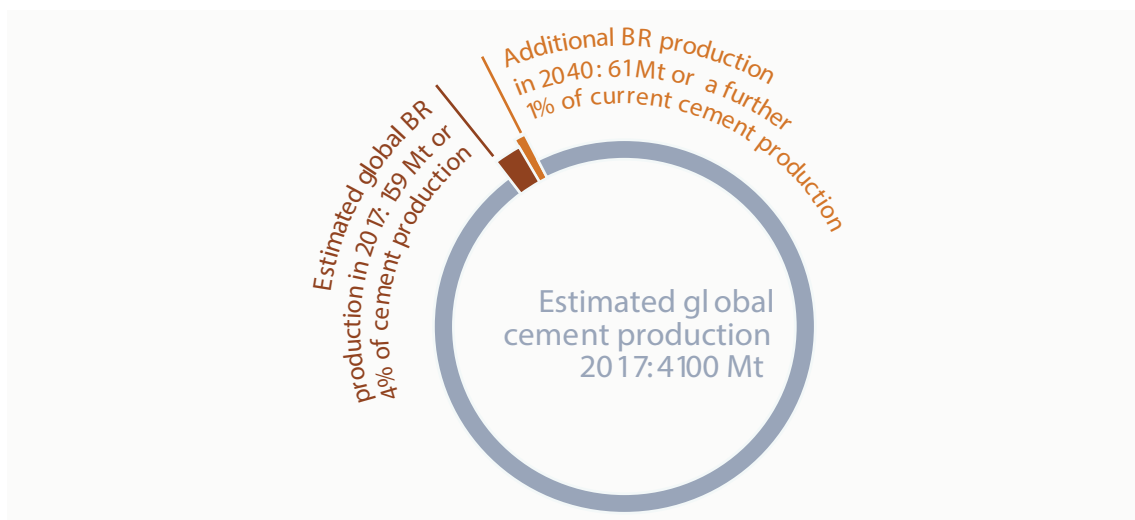 Estimated global BR
production in 2017: 159 Mt or
4% of cement production
Additional BR production
in 2040: 61Mt or a further
1% of current cement production
Estimated global
cement production
2017:4100 Mt